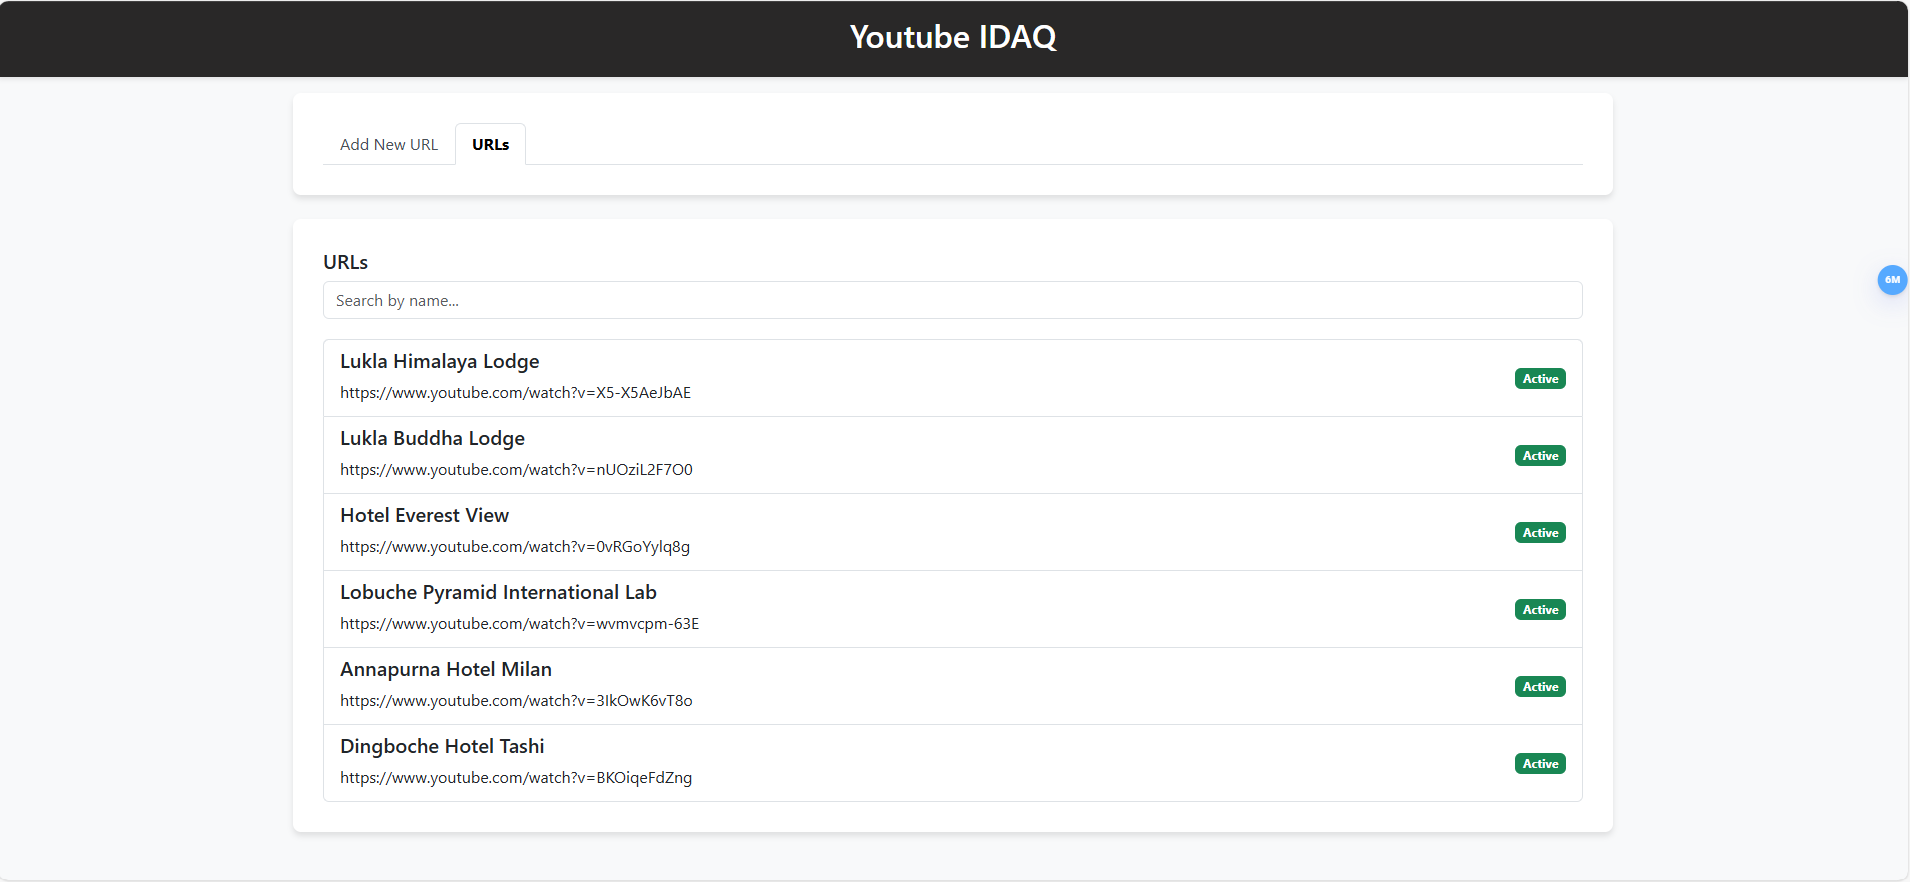 Youtube IDAQ
Add New URL
URLs
URLs
Search by name...
Lukla Himalaya Lodge
https://www.youtube.com/watch?v=X5-X5AeJbAE
Active
Lukla Buddha Lodge
https://www.youtube.com/watch?v=nUOziL2F7O0
Active
Hotel Everest View
https://www.youtube.com/watch?v=0vRGoYylq8g
Active
Lobuche Pyramid International Lab
https://www.youtube.com/watch?v=wvmvcpm-63E
Active
Annapurna Hotel Milan
https://www.youtube.com/watch?v=3IkOwK6vT8o
Active
Dingboche Hotel Tashi
https://www.youtube.com/watch?v=BKOiqeFdZng
Active
6M